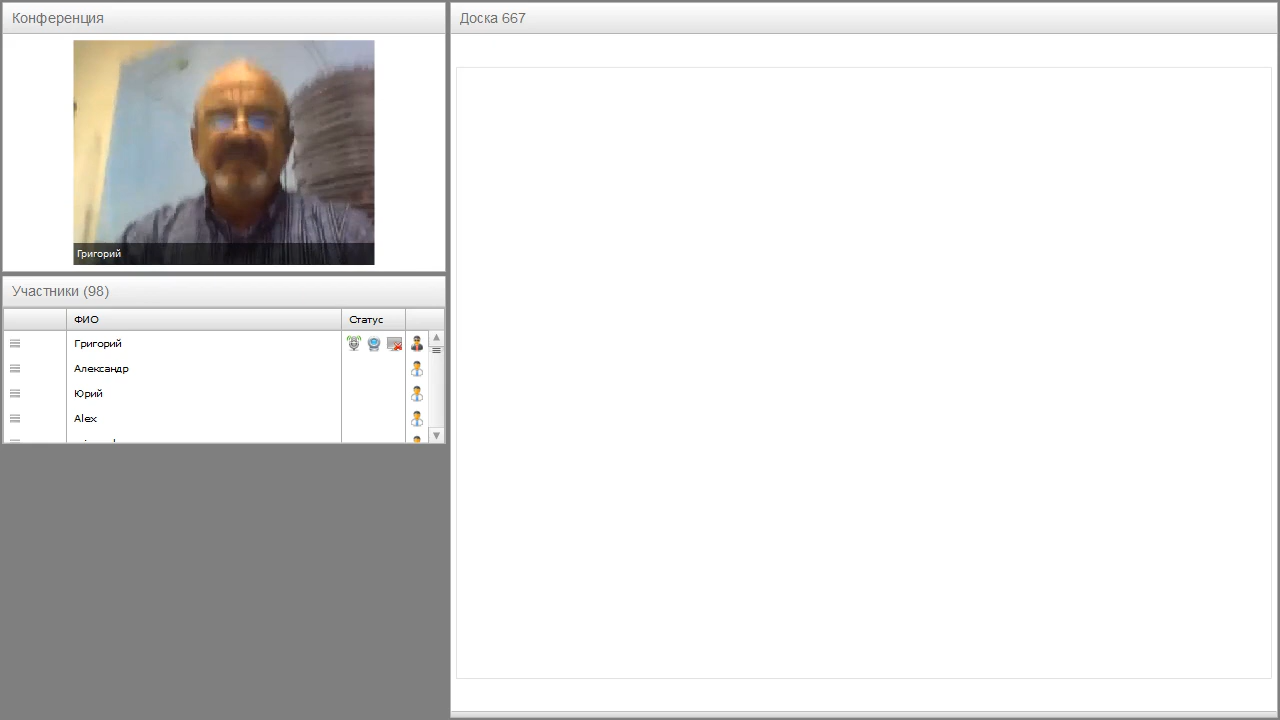 Конференция
Григорий
Участники (98)
ФИО Статус
Григорий
Александр
Юрий
Alex
Доска 667